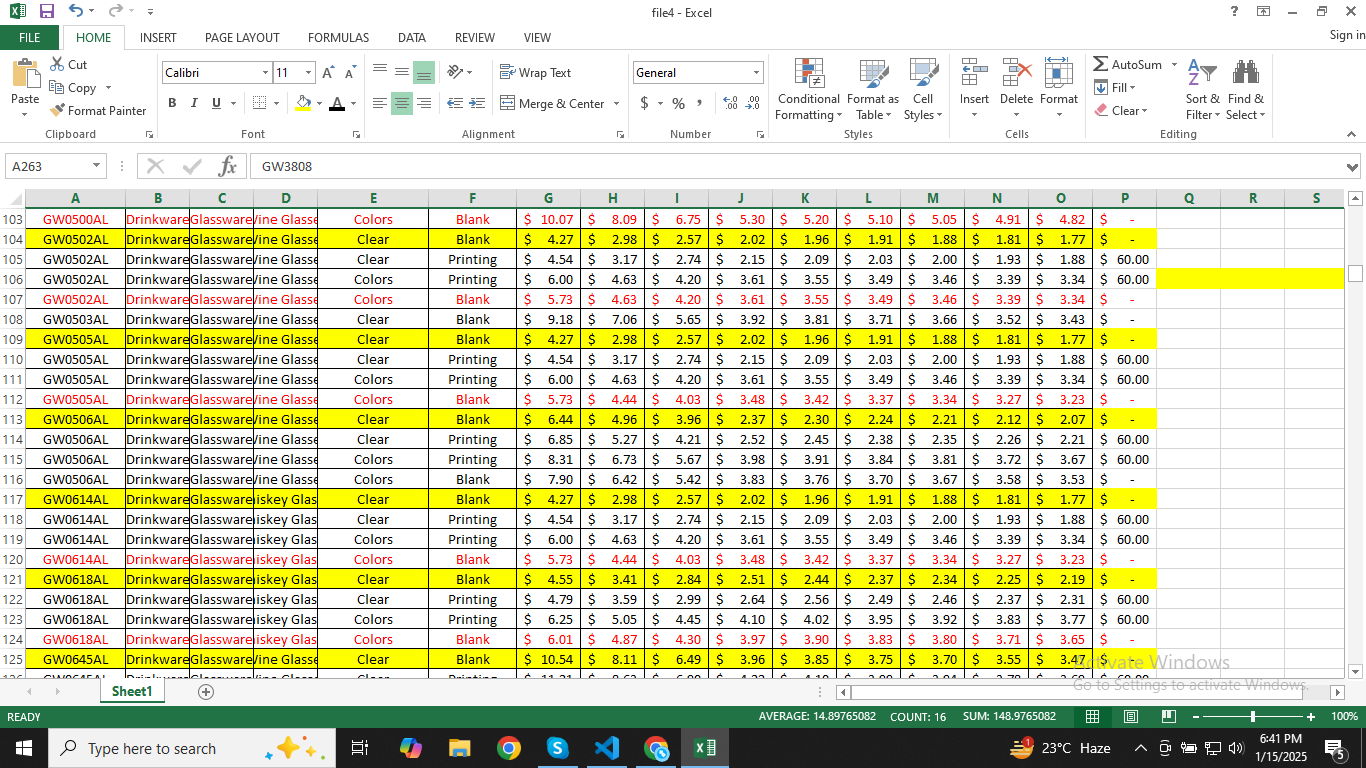 file4 - Excel
FILE HOME INSERT PAGE LAYOUT FORMULAS DATA REVIEW VIEW Sign in
Paste Cut Copy Format Painter Clipboard
Calibri 11 B I U Font
Wrap Text Merge & Center Alignment
General $ % Number
Conditional Formatting Format as Table Cell Styles Styles
Insert Delete Format Cells
AutoSum Fill Clear Sort & Filter Find & Select Editing
A263 fx GW3808
A B C D E F G H I J K L M N O P Q R S
103 GW0500AL Drinkware Glassware Colors Blank $ 10.07 $ 8.09 $ 6.75 $ 5.30 $ 5.20 $ 5.10 $ 5.05 $ 4.91 $ 4.82 $ -
104 GW0502AL Drinkware Glassware Clear Blank $ 4.27 $ 2.98 $ 2.57 $ 2.02 $ 1.96 $ 1.91 $ 1.88 $ 1.81 $ 1.77 $ -
105 GW0502AL Drinkware Glassware Clear Printing $ 4.54 $ 3.17 $ 2.74 $ 2.15 $ 2.09 $ 2.03 $ 2.00 $ 1.93 $ 1.88 $ 60.00
106 GW0502AL Drinkware Glassware Colors Printing $ 6.00 $ 4.63 $ 4.20 $ 3.61 $ 3.55 $ 3.49 $ 3.46 $ 3.39 $ 3.34 $ 60.00
107 GW0502AL Drinkware Glassware Colors Blank $ 5.73 $ 4.63 $ 4.20 $ 3.61 $ 3.55 $ 3.49 $ 3.46 $ 3.39 $ 3.34 $ -
108 GW0503AL Drinkware Glassware Clear Blank $ 9.18 $ 7.06 $ 5.65 $ 3.92 $ 3.81 $ 3.71 $ 3.66 $ 3.52 $ 3.43 $ -
109 GW0505AL Drinkware Glassware Clear Blank $ 4.27 $ 2.98 $ 2.57 $ 2.02 $ 1.96 $ 1.91 $ 1.88 $ 1.81 $ 1.77 $ -
110 GW0505AL Drinkware Glassware Clear Printing $ 4.54 $ 3.17 $ 2.74 $ 2.15 $ 2.09 $ 2.03 $ 2.00 $ 1.93 $ 1.88 $ 60.00
111 GW0505AL Drinkware Glassware Colors Printing $ 6.00 $ 4.63 $ 4.20 $ 3.61 $ 3.55 $ 3.49 $ 3.46 $ 3.39 $ 3.34 $ 60.00
112 GW0505AL Drinkware Glassware Colors Blank $ 5.73 $ 4.44 $ 4.03 $ 3.48 $ 3.42 $ 3.37 $ 3.34 $ 3.27 $ 3.23 $ -
113 GW0506AL Drinkware Glassware Clear Blank $ 6.44 $ 4.96 $ 3.96 $ 2.37 $ 2.30 $ 2.24 $ 2.21 $ 2.12 $ 2.07 $ -
114 GW0506AL Drinkware Glassware Clear Printing $ 6.85 $ 5.27 $ 4.21 $ 2.52 $ 2.45 $ 2.38 $ 2.35 $ 2.26 $ 2.21 $ 60.00
115 GW0506AL Drinkware Glassware Colors Printing $ 8.31 $ 6.73 $ 5.67 $ 3.98 $ 3.91 $ 3.84 $ 3.81 $ 3.72 $ 3.67 $ 60.00
116 GW0506AL Drinkware Glassware Colors Blank $ 7.90 $ 6.42 $ 5.42 $ 3.83 $ 3.76 $ 3.70 $ 3.67 $ 3.58 $ 3.53 $ -
117 GW0614AL Drinkware Glassware iskey Glas Clear Blank $ 4.27 $ 2.98 $ 2.57 $ 2.02 $ 1.96 $ 1.91 $ 1.88 $ 1.81 $ 1.77 $ -
118 GW0614AL Drinkware Glassware iskey Glas Clear Printing $ 4.54 $ 3.17 $ 2.74 $ 2.15 $ 2.09 $ 2.03 $ 2.00 $ 1.93 $ 1.88 $ 60.00
119 GW0614AL Drinkware Glassware iskey Glas Colors Printing $ 6.00 $ 4.63 $ 4.20 $ 3.61 $ 3.55 $ 3.49 $ 3.46 $ 3.39 $ 3.34 $ 60.00
120 GW0614AL Drinkware Glassware iskey Glas Colors Blank $ 5.73 $ 4.44 $ 4.03 $ 3.48 $ 3.42 $ 3.37 $ 3.34 $ 3.27 $ 3.23 $ -
121 GW0618AL Drinkware Glassware iskey Glas Clear Blank $ 4.55 $ 3.41 $ 2.84 $ 2.51 $ 2.44 $ 2.37 $ 2.34 $ 2.25 $ 2.19 $ -
122 GW0618AL Drinkware Glassware iskey Glas Clear Printing $ 4.79 $ 3.59 $ 2.99 $ 2.64 $ 2.56 $ 2.49 $ 2.46 $ 2.37 $ 2.31 $ 60.00
123 GW0618AL Drinkware Glassware iskey Glas Colors Printing $ 6.25 $ 5.05 $ 4.45 $ 4.10 $ 4.02 $ 3.95 $ 3.92 $ 3.83 $ 3.77 $ 60.00
124 GW0618AL Drinkware Glassware iskey Glas Colors Blank $ 6.01 $ 4.87 $ 4.30 $ 3.97 $ 3.90 $ 3.83 $ 3.80 $ 3.71 $ 3.65 $ -
125 GW0645AL Drinkware Glassware Clear Blank $ 10.54 $ 8.11 $ 6.49 $ 3.96 $ 3.85 $ 3.75 $ 3.70 $ 3.55 $ 3.47
Activate Windows
Go to Settings to activate Windows.
Sheet1
READY AVERAGE: 14.89765082 COUNT: 16 SUM: 148.9765082 100%
Type here to search 23°C Haze 6:41 PM
1/15/2025 5